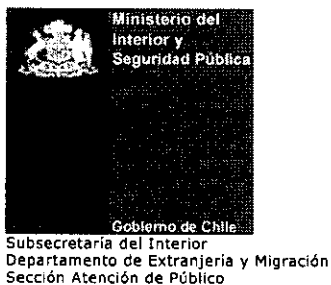 Ministerio del
Interior y
Seguridad Pública
Gobierno de Chile
Subsecretaría del Interior
Departamento de Extranjería y Migración
Sección Atención de Público